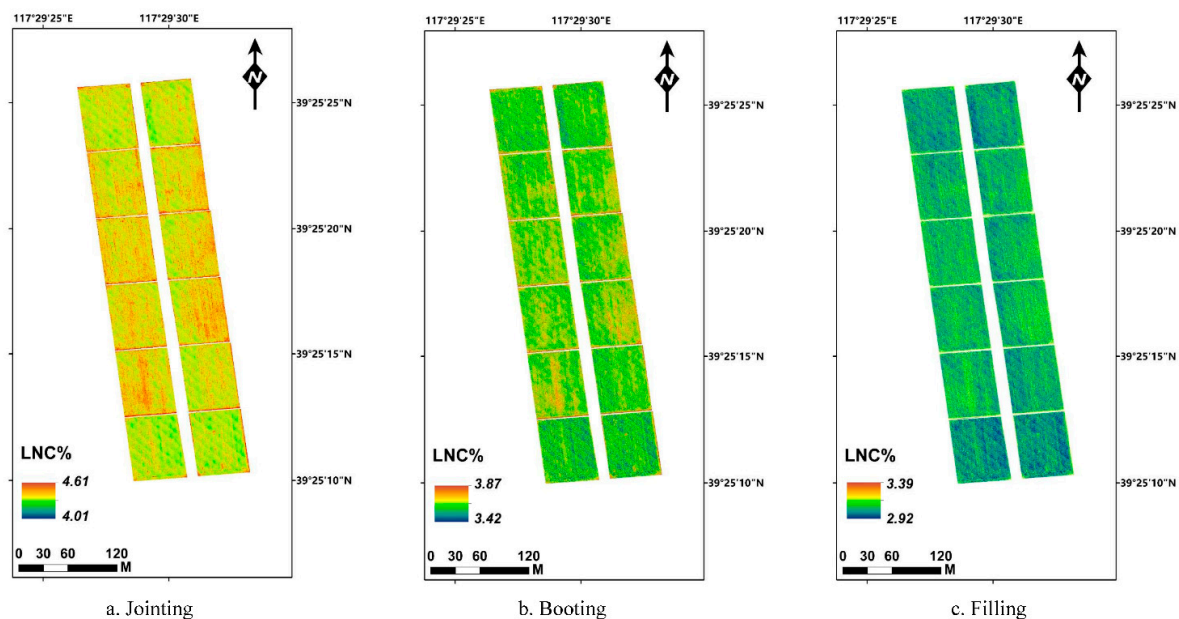 117°29'25"E 117°29'30"E
N
39°25'25"N
39°25'20"N
39°25'15"N
39°25'10"N
LNC%
4.61
4.01
0 30 60 120
M
a. Jointing
117°29'25"E 117°29'30"E
N
39°25'25"N
39°25'20"N
39°25'15"N
39°25'10"N
LNC%
3.87
3.42
0 30 60 120
M
b. Booting
117°29'25"E 117°29'30"E
N
39°25'25"N
39°25'20"N
39°25'15"N
39°25'10"N
LNC%
3.39
2.92
0 30 60 120
M
c. Filling